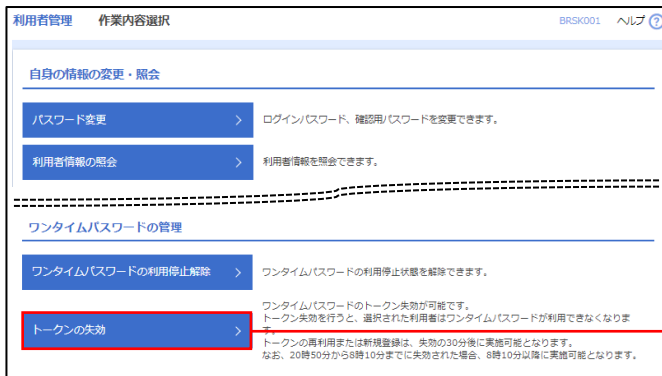 利用者管理 作業内容選択 BRSK001 ヘルプ ?
自身の情報の変更・照会
パスワード変更 > ログインパスワード、確認用パスワードを変更できます。
利用者情報の照会 > 利用者情報を照会できます。
ワンタイムパスワードの管理
ワンタイムパスワードの利用停止解除 > ワンタイムパスワードの利用停止状態を解除できます。
ワンタイムパスワードのトークン失効が可能です。
トークン失効を行うと、選択された利用者はワンタイムパスワードが利用できなくなりま
トークンの失効 > す。
トークンの再利用または新規登録は、失効の30分後に実施可能となります。
なお、20時50分から8時10分までに失効された場合、8時10分以降に実施可能となります。